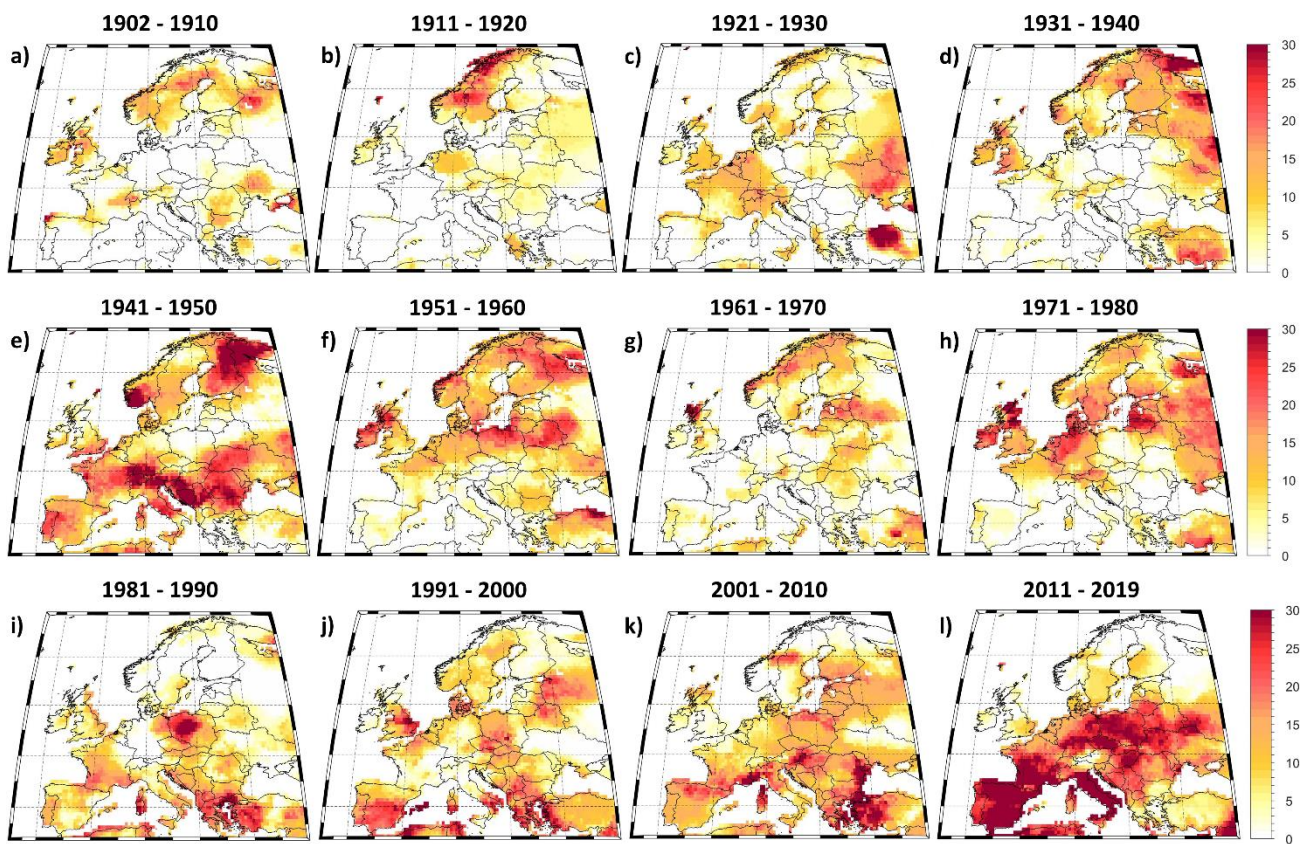 1902 - 1910
1911 - 1920
1921 - 1930
1931 - 1940
a)
b)
c)
d)
30
25
20
15
10
5
0
1941 - 1950
1951 - 1960
1961 - 1970
1971 - 1980
e)
f)
g)
h)
30
25
20
15
10
5
0
1981 - 1990
1991 - 2000
2001 - 2010
2011 - 2019
i)
j)
k)
l)
30
25
20
15
10
5
0